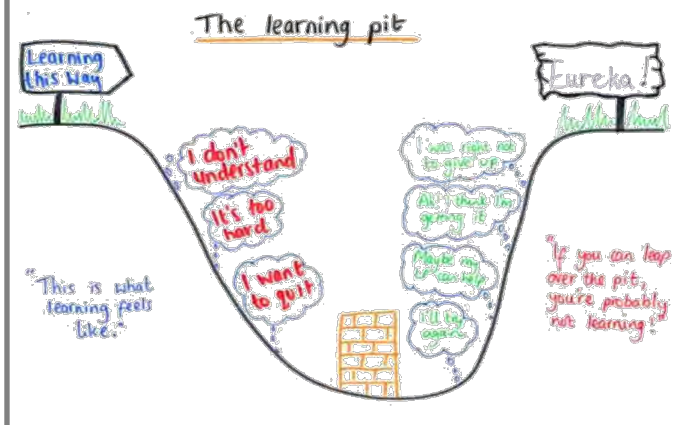 The learning pit
Learning
this Way
Eureka!
I don't
understand
It's too
hard
I want
to quit
I was right not
to give up
Ah! I think I'm
getting it
Maybe my
can help
I'll try
again
"This is what
learning feels
like."
"If you can leap
over the pit,
you're probably
not learning!"